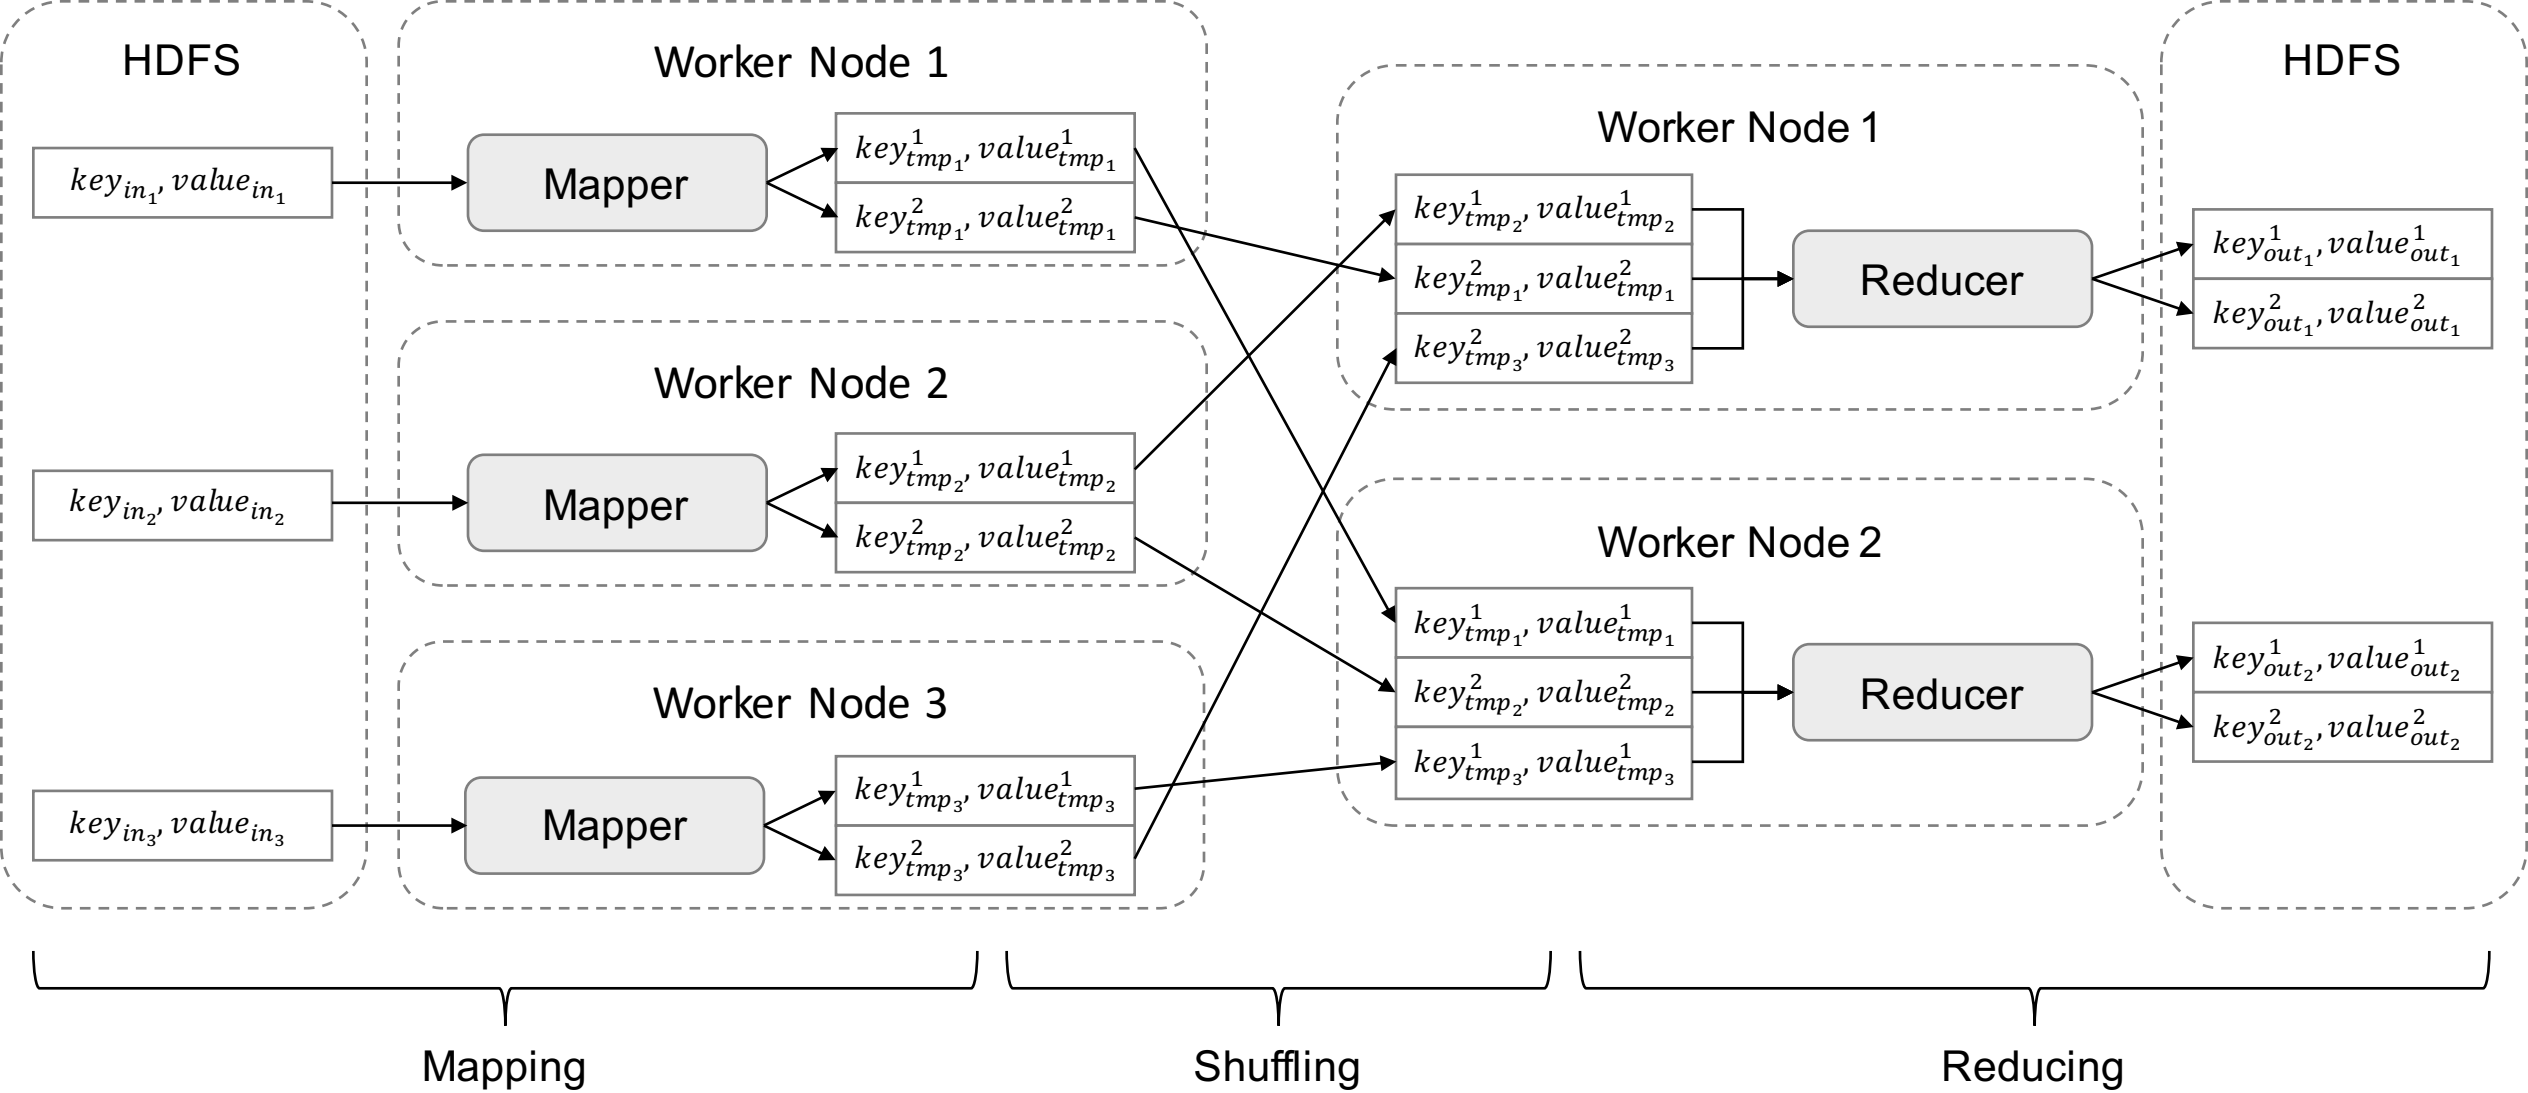 HDFS
key_{in_1}, value_{in_1}
key_{in_2}, value_{in_2}
key_{in_3}, value_{in_3}
Worker Node 1
Mapper
key^1_{tmp_1}, value^1_{tmp_1}
key^2_{tmp_1}, value^2_{tmp_1}
Worker Node 2
Mapper
key^1_{tmp_2}, value^1_{tmp_2}
key^2_{tmp_2}, value^2_{tmp_2}
Worker Node 3
Mapper
key^1_{tmp_3}, value^1_{tmp_3}
key^2_{tmp_3}, value^2_{tmp_3}
Worker Node 1
key^1_{tmp_2}, value^1_{tmp_2}
key^2_{tmp_1}, value^2_{tmp_1}
key^2_{tmp_3}, value^2_{tmp_3}
Reducer
Worker Node 2
key^1_{tmp_1}, value^1_{tmp_1}
key^2_{tmp_2}, value^2_{tmp_2}
key^1_{tmp_3}, value^1_{tmp_3}
Reducer
HDFS
key^1_{out_1}, value^1_{out_1}
key^2_{out_1}, value^2_{out_1}
key^1_{out_2}, value^1_{out_2}
key^2_{out_2}, value^2_{out_2}
Mapping
Shuffling
Reducing